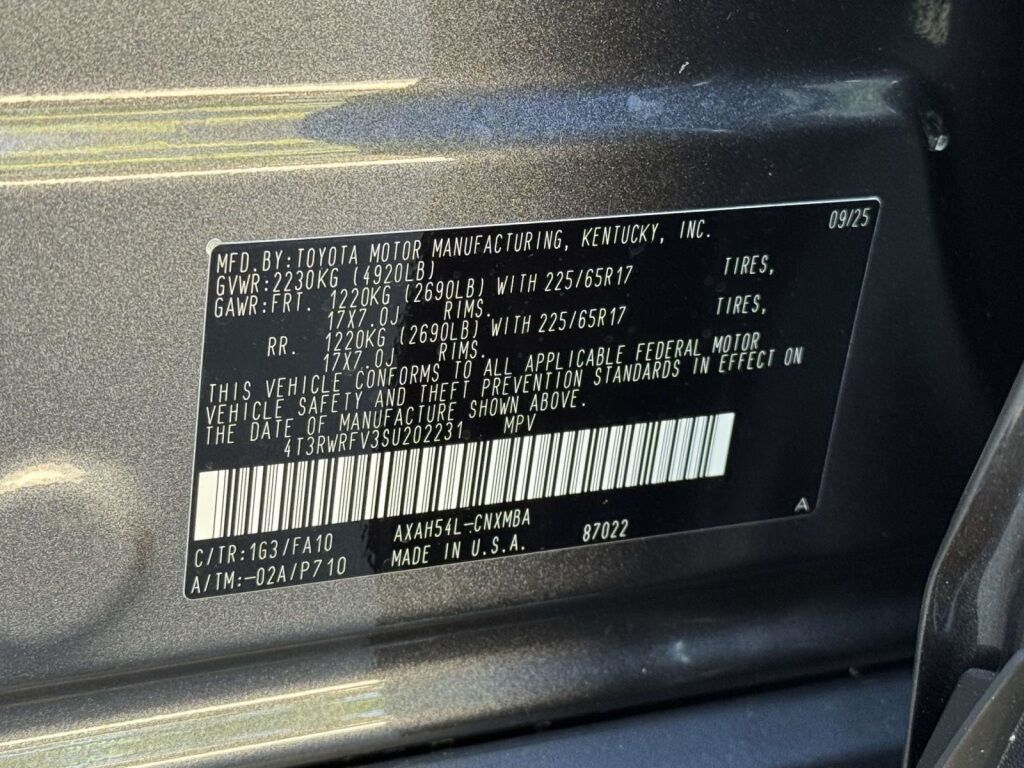 09/25
MFD. BY: TOYOTA MOTOR MANUFACTURING, KENTUCKY, INC.
GVWR: 2230KG (4920LB)
GAWR: FRT. 1220KG (2690LB) WITH 225/65R17 TIRES,
17X7.0J RIMS.
RR. 1220KG (2690LB) WITH 225/65R17 TIRES,
17X7.0J RIMS.
THIS VEHICLE CONFORMS TO ALL APPLICABLE FEDERAL MOTOR
VEHICLE SAFETY AND THEFT PREVENTION STANDARDS IN EFFECT ON
THE DATE OF MANUFACTURE SHOWN ABOVE.
4T3RWRFV3SU202231 MPV
C/TR: 1G3/FA10 AXAH54L-CNXMBA 87022 A
A/TM: -02A/P710 MADE IN U.S.A.